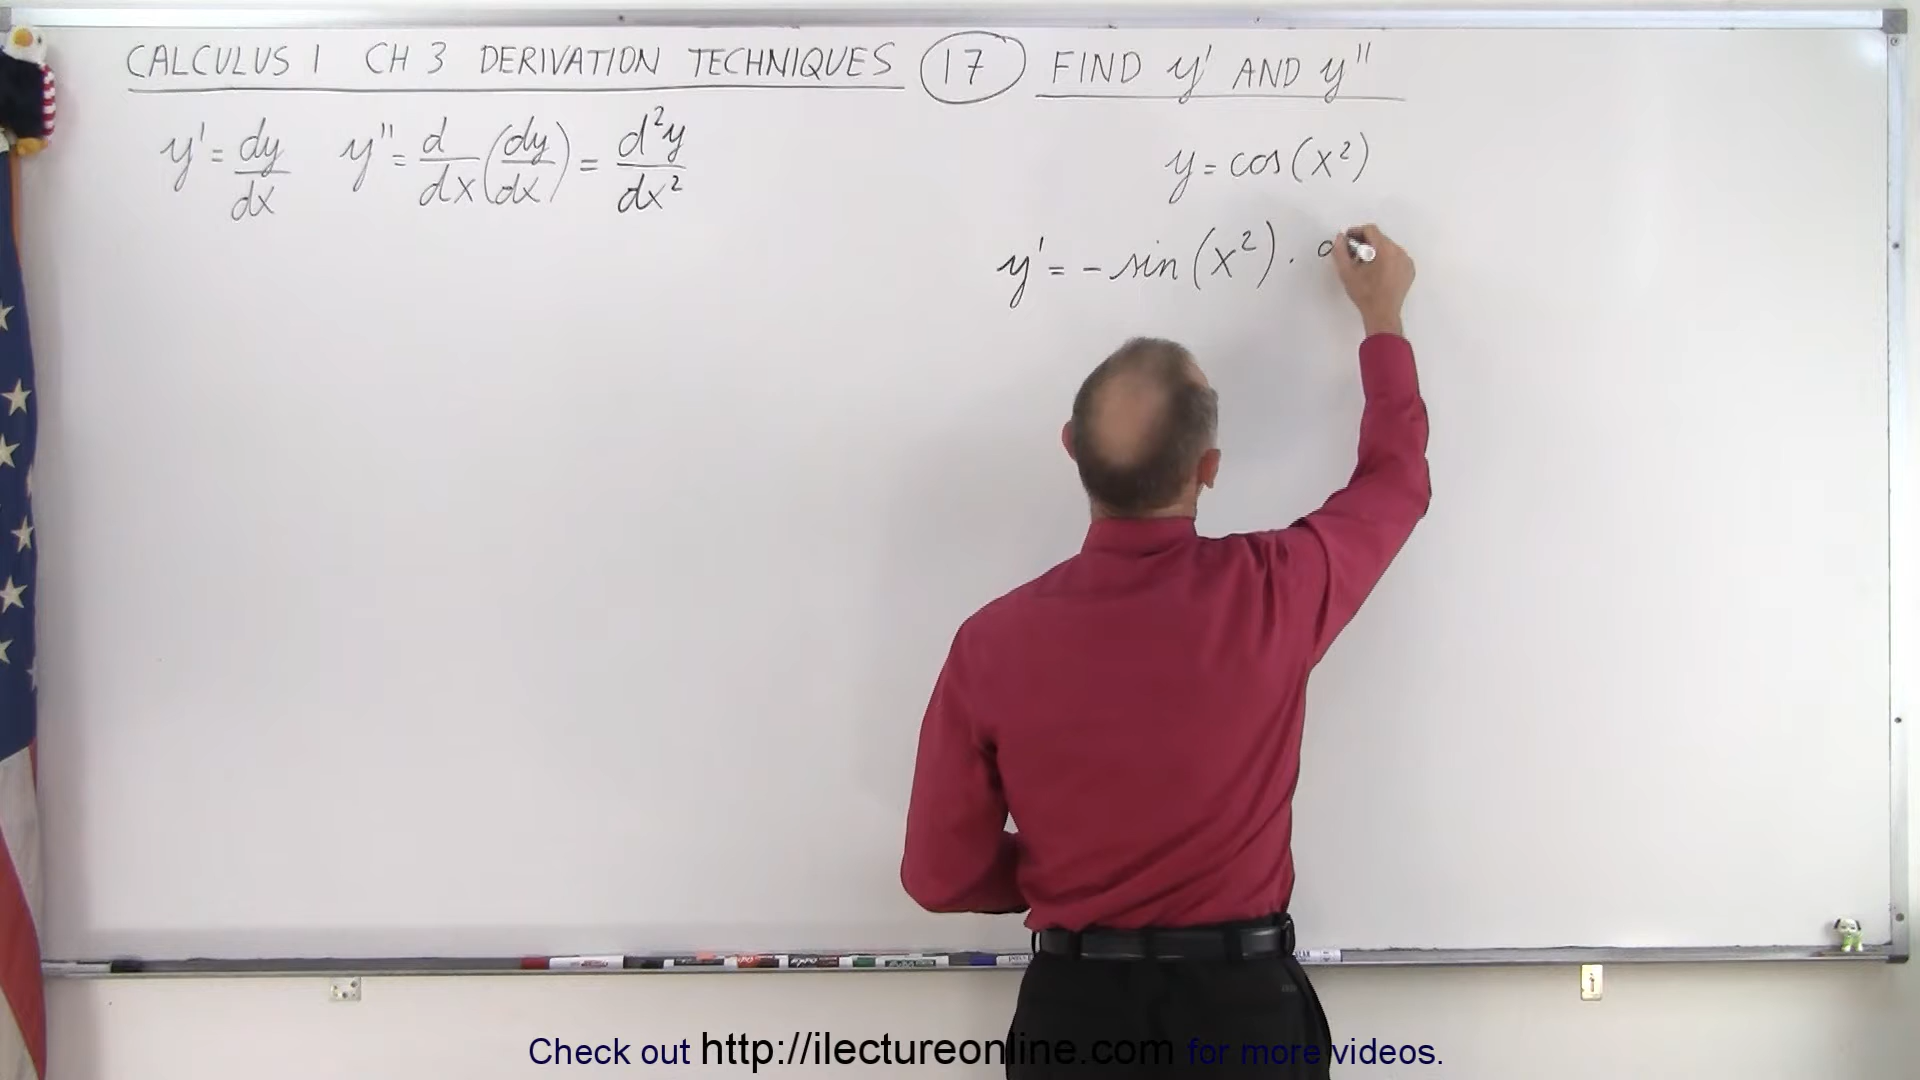 CALCULUS 1 CH 3 DERIVATION TECHNIQUES 17 FIND y' AND y"
y' = dy/dx y" = d/dx (dy/dx) = d²y/dx²
y = cos(x²)
y' = - sin(x²) ·
Check out http://ilectureonline.com for more videos.